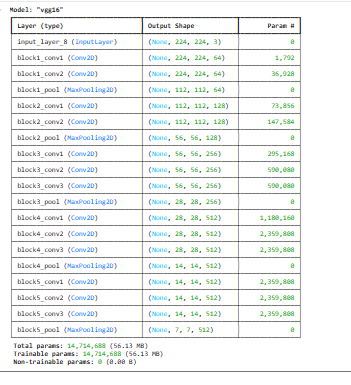 Model: "vgg16"
Layer (type) Output Shape Param #
input_layer_8 (InputLayer) (None, 224, 224, 3) 0
block1_conv1 (Conv2D) (None, 224, 224, 64) 1,792
block1_conv2 (Conv2D) (None, 224, 224, 64) 36,928
block1_pool (MaxPooling2D) (None, 112, 112, 64) 0
block2_conv1 (Conv2D) (None, 112, 112, 128) 73,856
block2_conv2 (Conv2D) (None, 112, 112, 128) 147,584
block2_pool (MaxPooling2D) (None, 56, 56, 128) 0
block3_conv1 (Conv2D) (None, 56, 56, 256) 295,168
block3_conv2 (Conv2D) (None, 56, 56, 256) 590,080
block3_conv3 (Conv2D) (None, 56, 56, 256) 590,080
block3_pool (MaxPooling2D) (None, 28, 28, 256) 0
block4_conv1 (Conv2D) (None, 28, 28, 512) 1,180,160
block4_conv2 (Conv2D) (None, 28, 28, 512) 2,359,808
block4_conv3 (Conv2D) (None, 28, 28, 512) 2,359,808
block4_pool (MaxPooling2D) (None, 14, 14, 512) 0
block5_conv1 (Conv2D) (None, 14, 14, 512) 2,359,808
block5_conv2 (Conv2D) (None, 14, 14, 512) 2,359,808
block5_conv3 (Conv2D) (None, 14, 14, 512) 2,359,808
block5_pool (MaxPooling2D) (None, 7, 7, 512) 0
Total params: 14,714,688 (56.13 MB)
Trainable params: 14,714,688 (56.13 MB)
Non-trainable params: 0 (0.00 B)